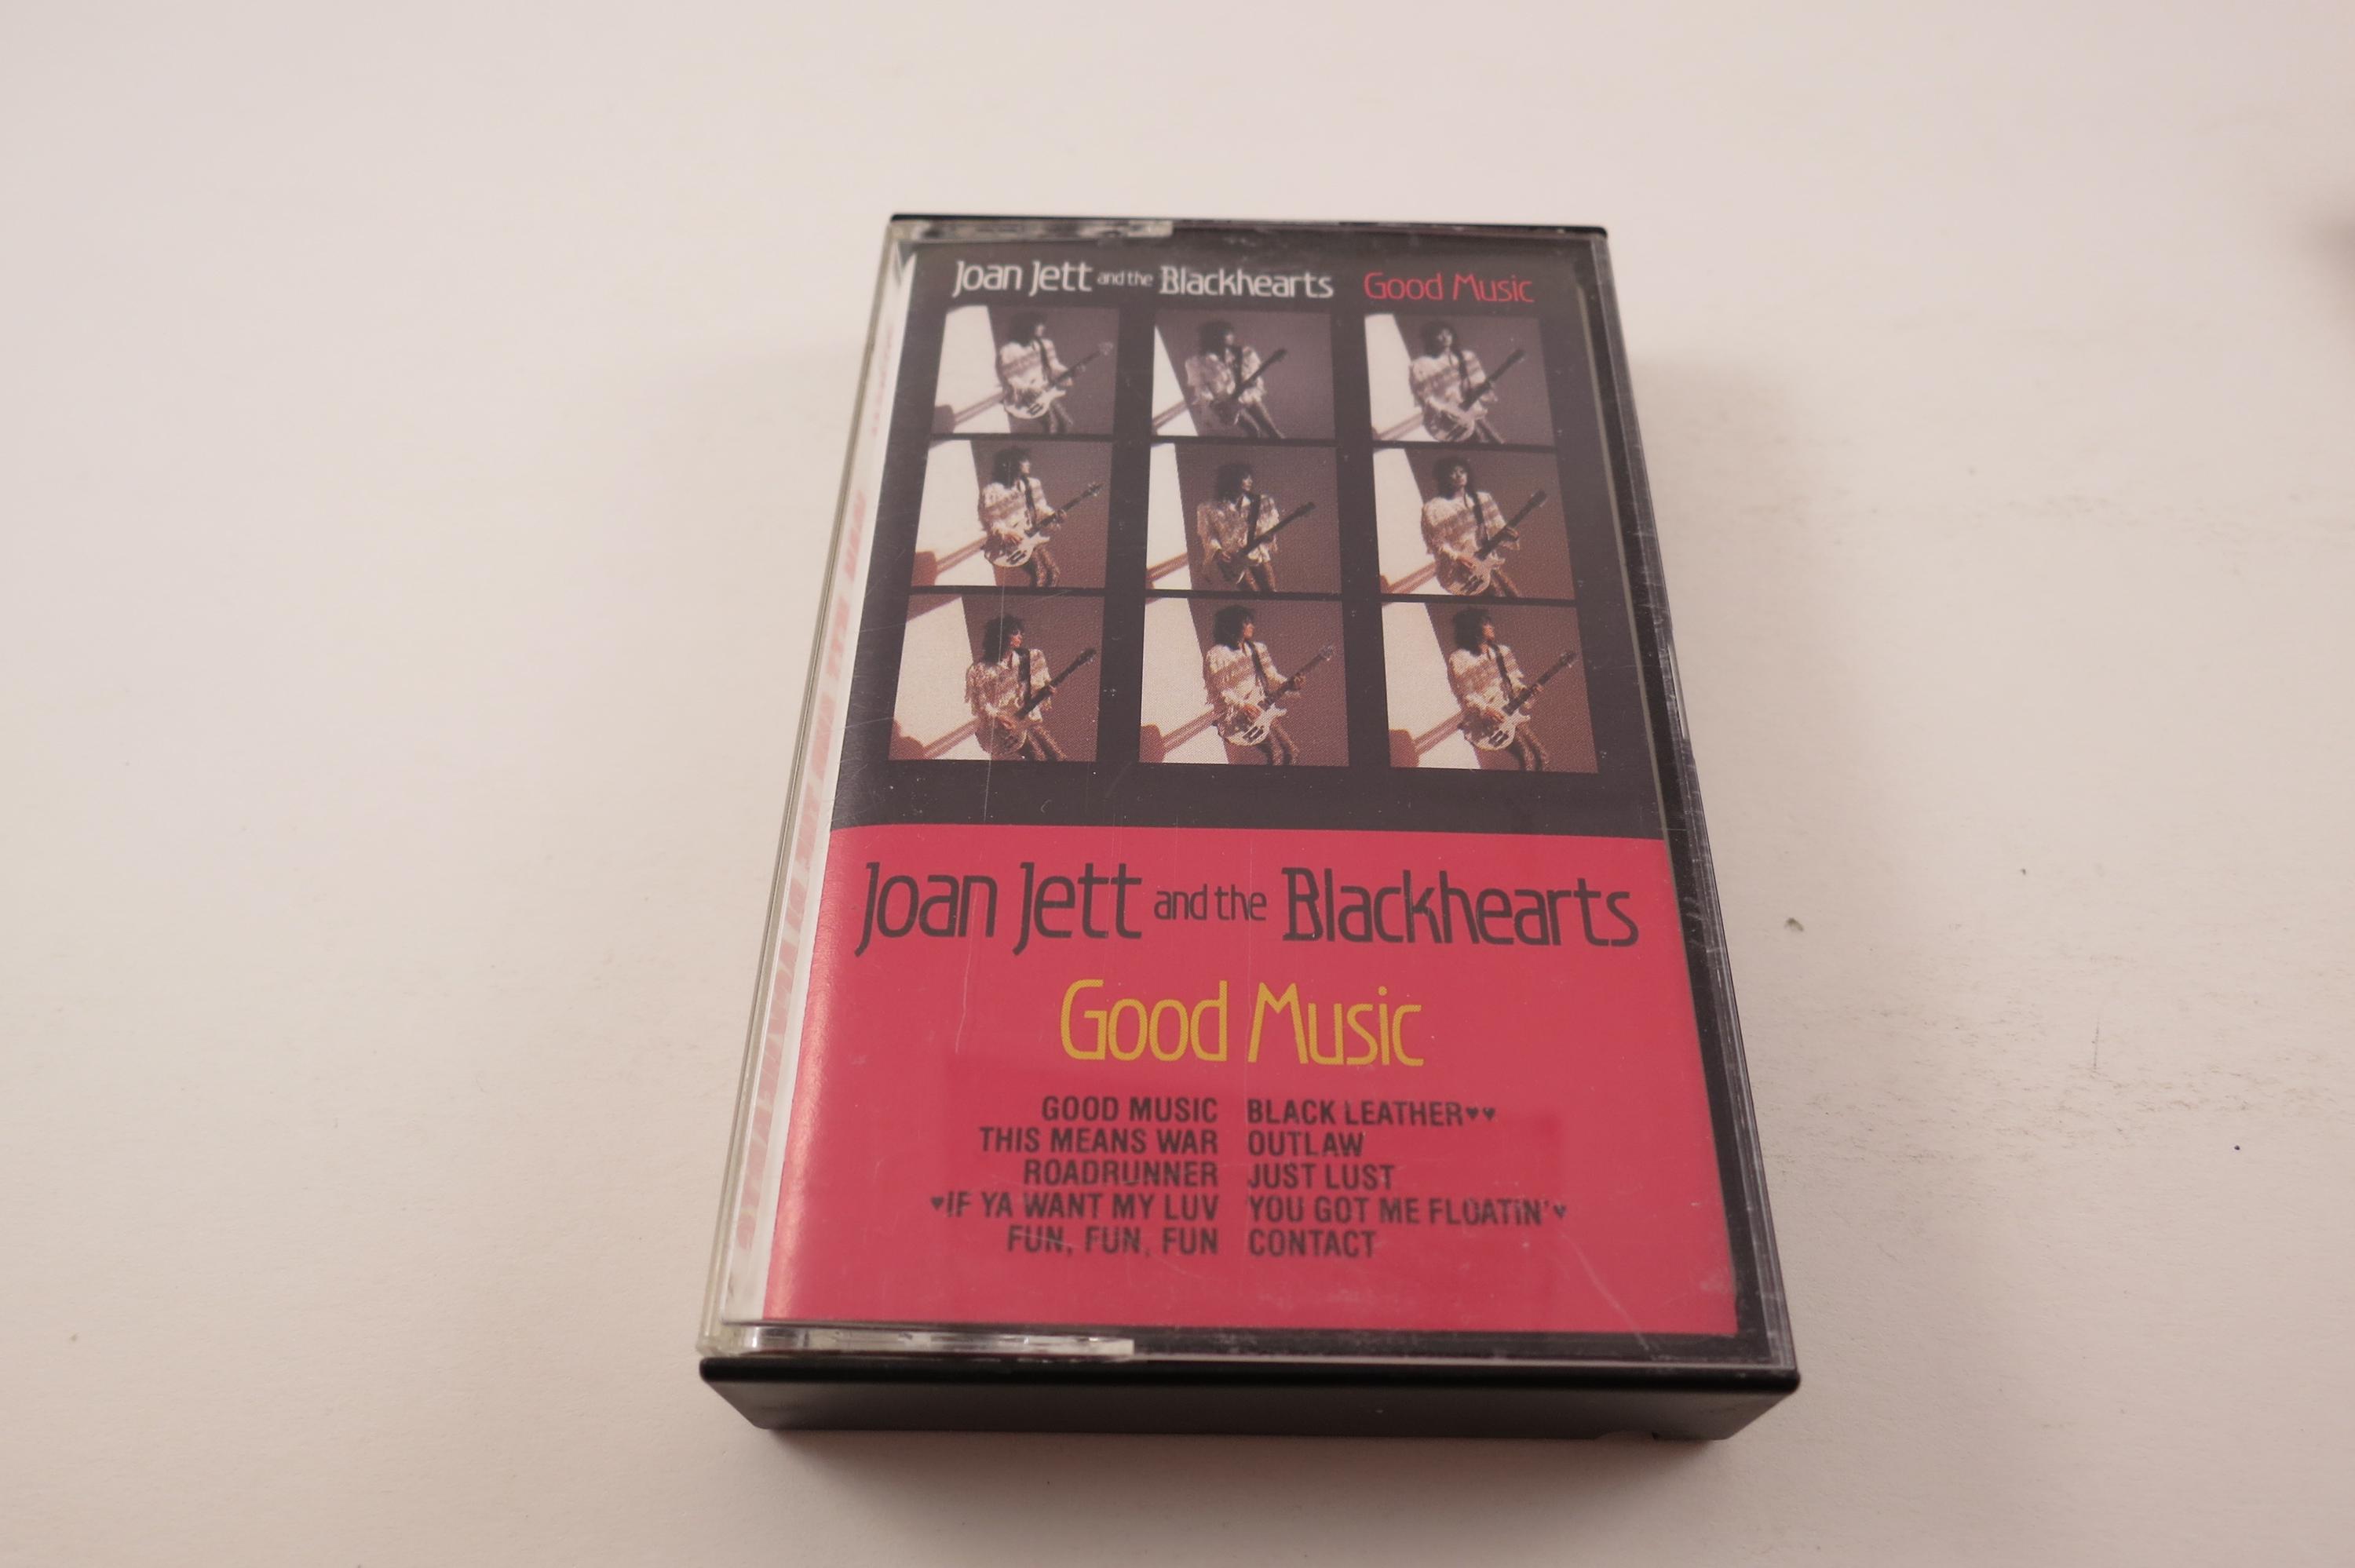 Joan Jett and the Blackhearts Good Music
Joan Jett and the Blackhearts
Good Music
GOOD MUSIC BLACK LEATHER♥♥
THIS MEANS WAR OUTLAW
ROADRUNNER JUST LUST
♥IF YA WANT MY LUV YOU GOT ME FLOATIN'♥
FUN, FUN, FUN CONTACT